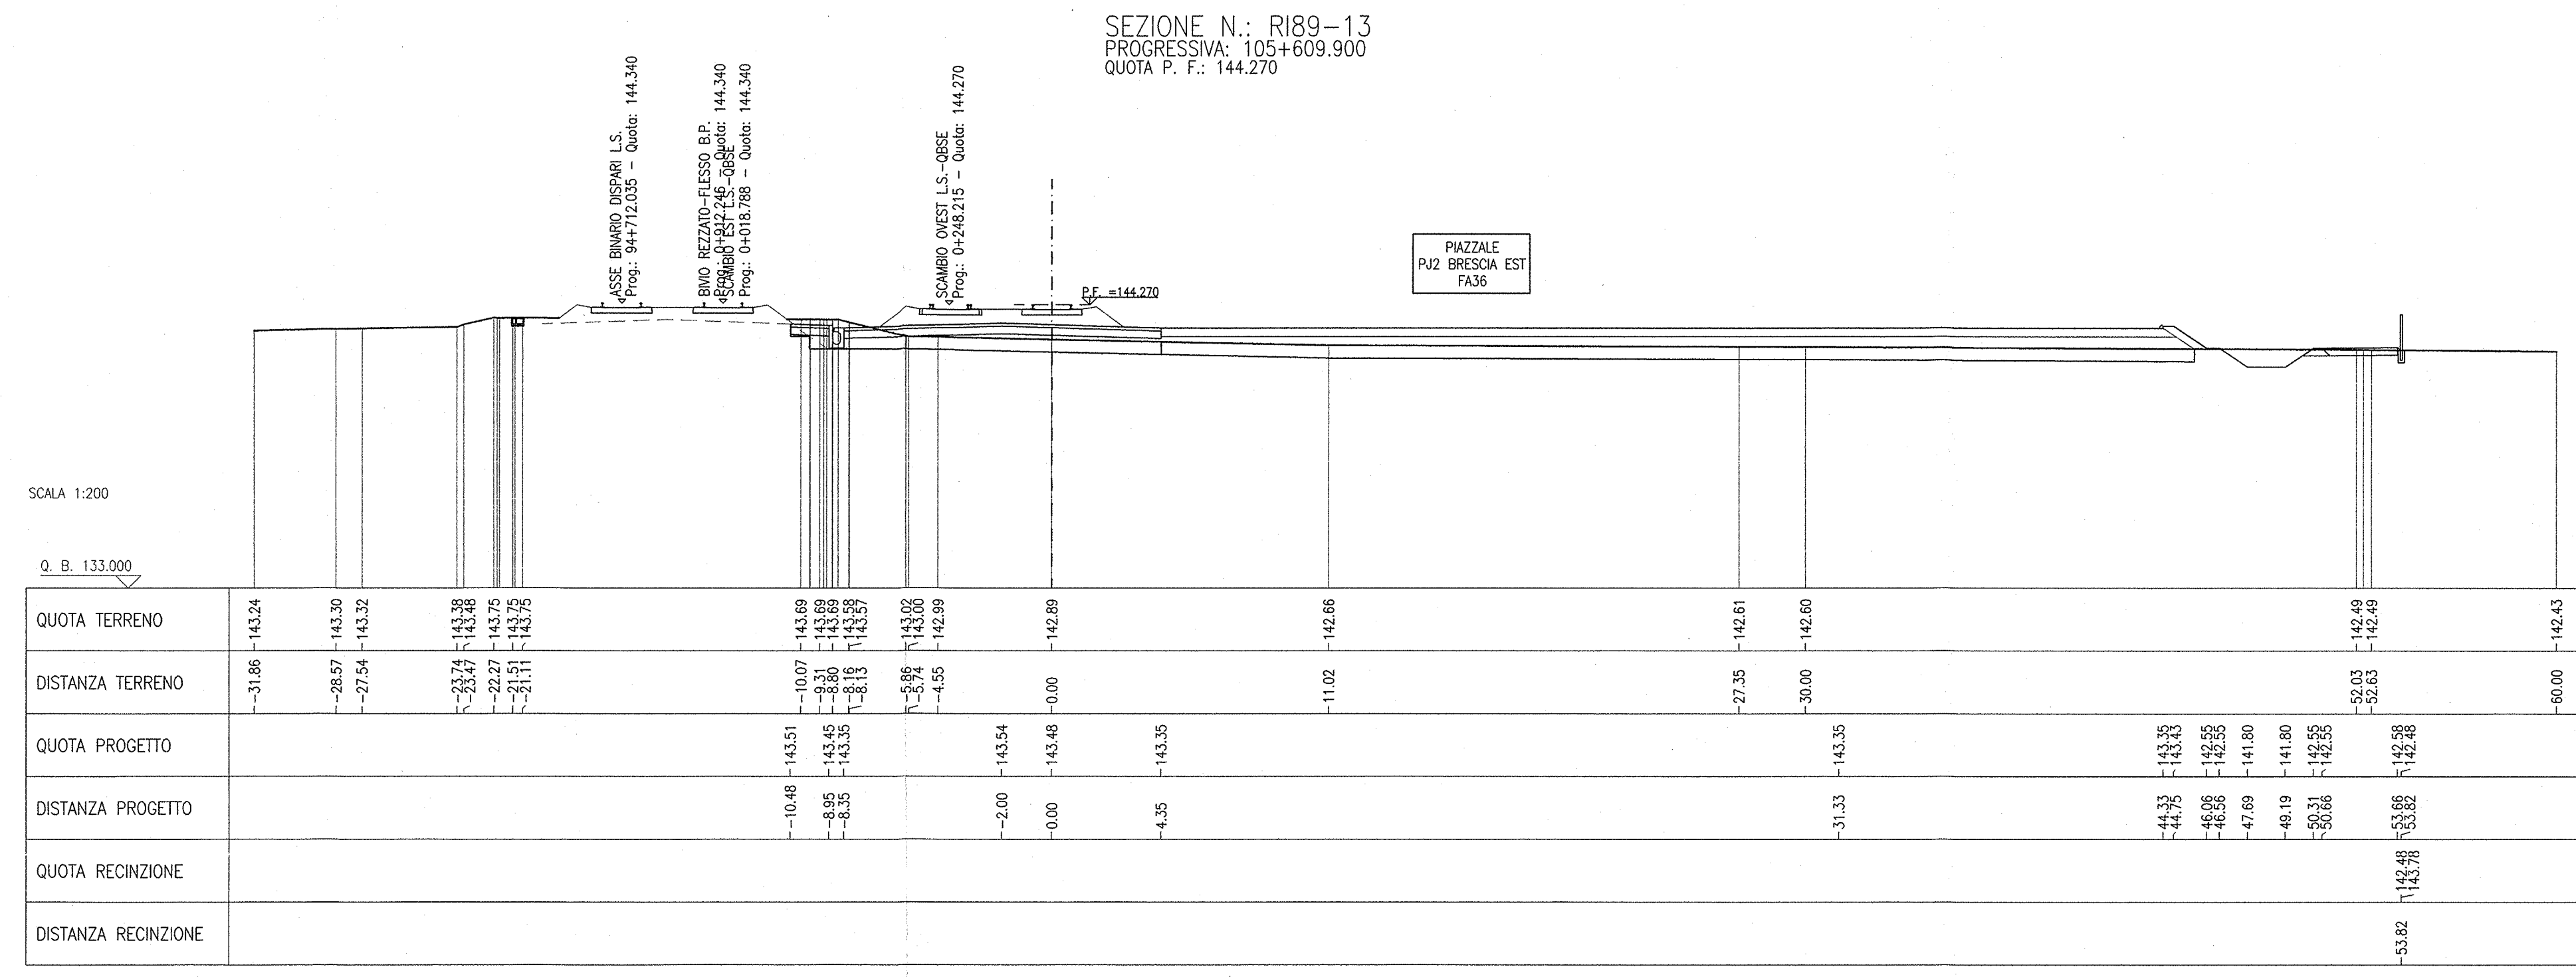 SEZIONE N.: RI89-13
PROGRESSIVA: 105+609.900
QUOTA P. F.: 144.270
ASSE BINARIO DISPARI L.S.
Prog.: 94+712.035 - Quota: 144.340
BIVIO REZZATO-FLESSO B.P.
Prog.: 0+912.246 - Quota: 144.340
SCAMBIO EST L.S.-QBSE
Prog.: 0+018.788 - Quota: 144.340
SCAMBIO OVEST L.S.-QBSE
Prog.: 0+248.215 - Quota: 144.270
P.F. =144.270
PIAZZALE
PJ2 BRESCIA EST
FA36
SCALA 1:200
Q. B. 133.000
QUOTA TERRENO
143.24 143.30 143.32 143.38 143.48 143.75 143.75 143.75 143.69 143.69 143.69 143.58 143.57 143.02 143.00 142.99 142.89 142.66 142.61 142.60 142.49 142.49 142.43
DISTANZA TERRENO
-31.86 -28.57 -27.54 -23.74 -23.47 -22.27 -21.51 -21.11 -10.07 -9.31 -8.80 -8.16 -8.13 -5.86 -5.74 -4.55 0.00 11.02 27.35 30.00 52.03 52.63 60.00
QUOTA PROGETTO
143.51 143.45 143.35 143.54 143.48 143.35 143.35 143.35 143.43 142.55 142.55 141.80 141.80 142.55 142.55 142.58 142.48
DISTANZA PROGETTO
-10.48 -8.95 -8.35 -2.00 0.00 4.35 31.33 44.33 44.75 46.06 46.56 47.69 49.19 50.31 50.66 53.66 53.82
QUOTA RECINZIONE
142.48 143.78
DISTANZA RECINZIONE
53.82